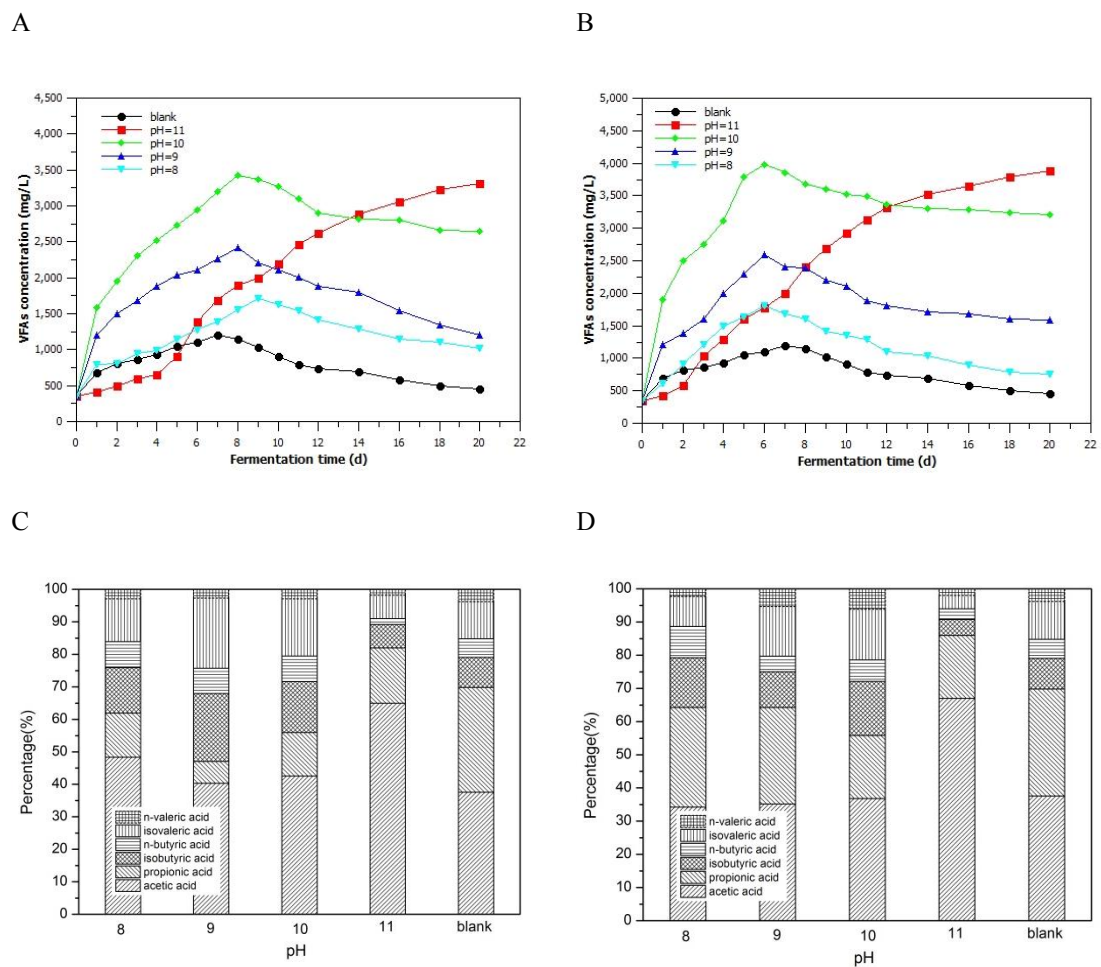 A
B
4,500
4,000
3,500
3,000
2,500
2,000
1,500
1,000
500
0
VFAs concentration (mg/L)
blank
pH=11
pH=10
pH=9
pH=8
0 2 4 6 8 10 12 14 16 18 20 22
Fermentation time (d)
5,000
4,500
4,000
3,500
3,000
2,500
2,000
1,500
1,000
500
0
VFAs concentration (mg/L)
blank
pH=11
pH=10
pH=9
pH=8
0 2 4 6 8 10 12 14 16 18 20 22
Fermentation time (d)
C
D
100
90
80
70
60
50
40
30
20
10
0
Percentage(%)
n-valeric acid
isovaleric acid
n-butyric acid
isobutyric acid
propionic acid
acetic acid
8 9 10 11 blank
pH
100
90
80
70
60
50
40
30
20
10
0
Percentage(%)
n-valeric acid
isovaleric acid
n-butyric acid
isobutyric acid
propionic acid
acetic acid
8 9 10 11 blank
pH